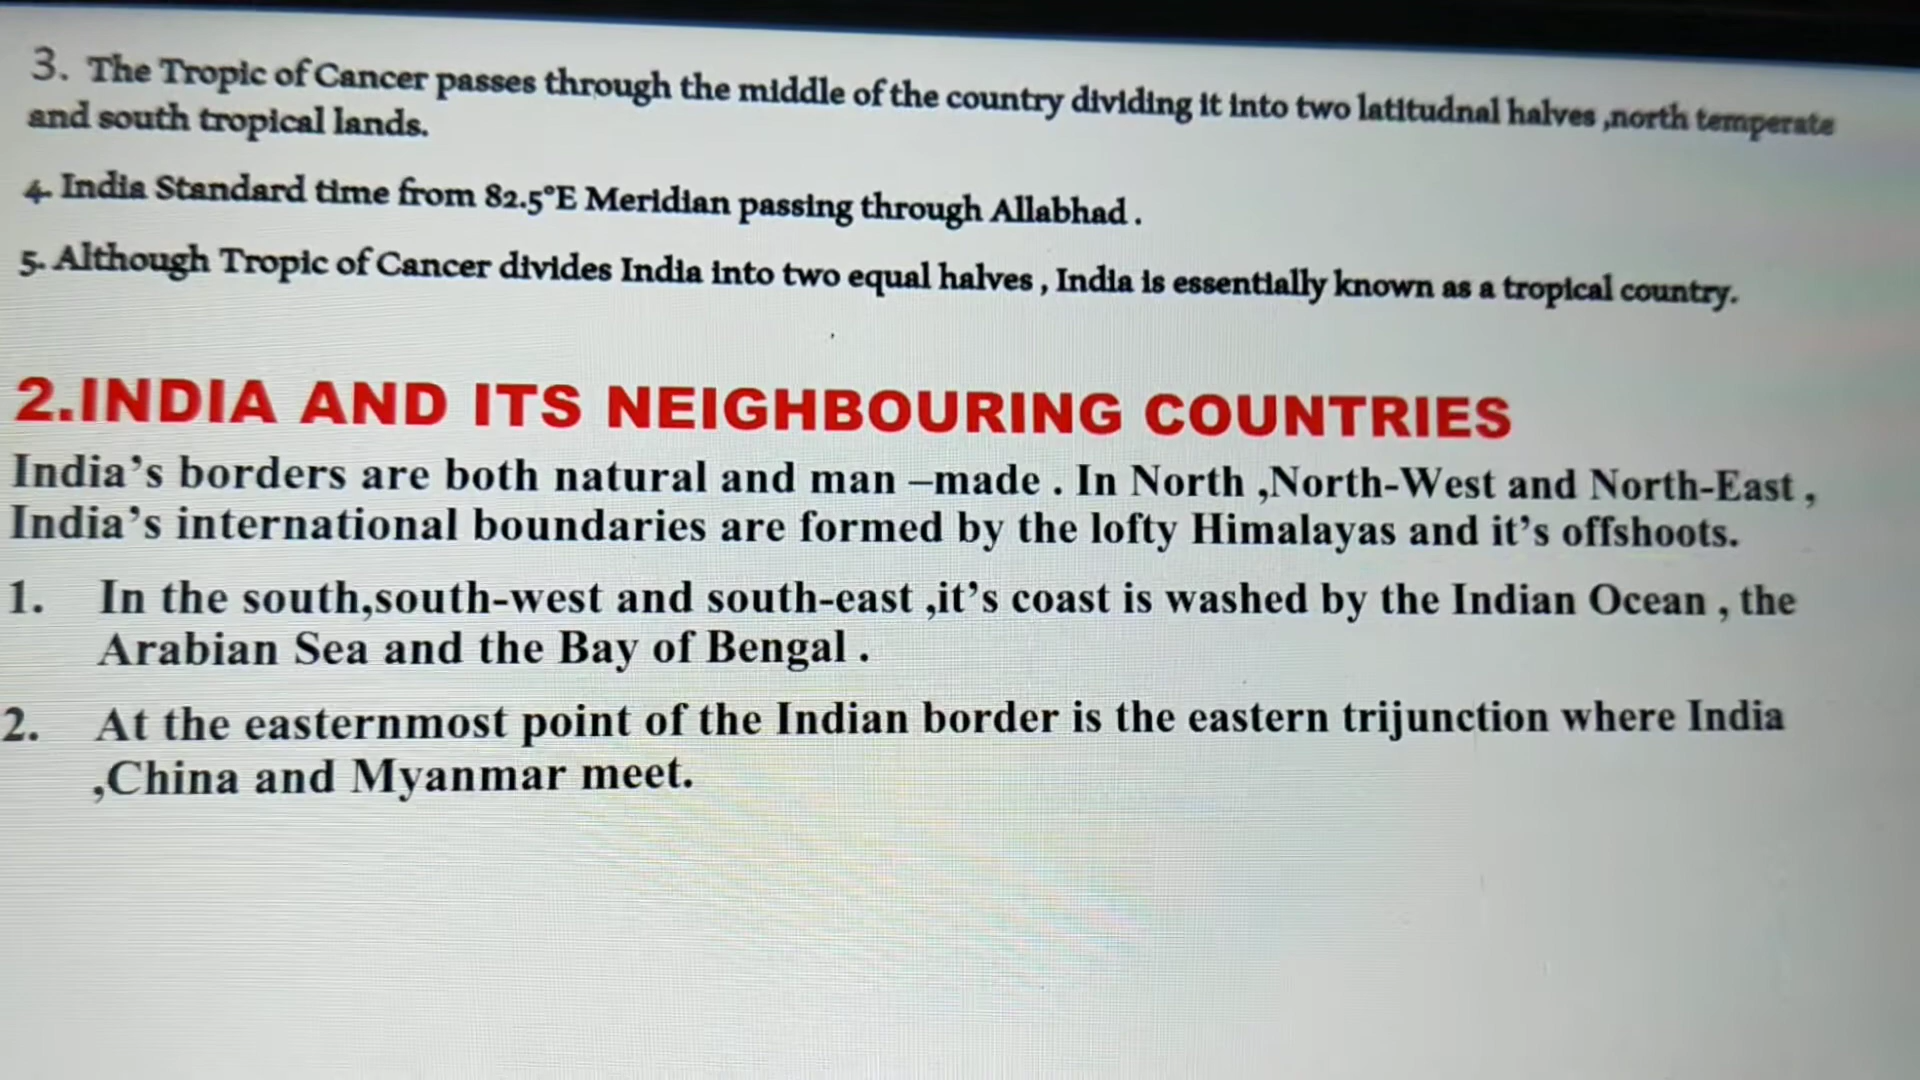 3. The Tropic of Cancer passes through the middle of the country dividing it into two latitudnal halves ,north temperate
and south tropical lands.
4. India Standard time from 82.5°E Meridian passing through Allabhad .
5. Although Tropic of Cancer divides India into two equal halves , India is essentially known as a tropical country.
2.INDIA AND ITS NEIGHBOURING COUNTRIES
India’s borders are both natural and man –made . In North ,North-West and North-East ,
India’s international boundaries are formed by the lofty Himalayas and it’s offshoots.
1. In the south,south-west and south-east ,it’s coast is washed by the Indian Ocean , the
Arabian Sea and the Bay of Bengal .
2. At the easternmost point of the Indian border is the eastern trijunction where India
,China and Myanmar meet.